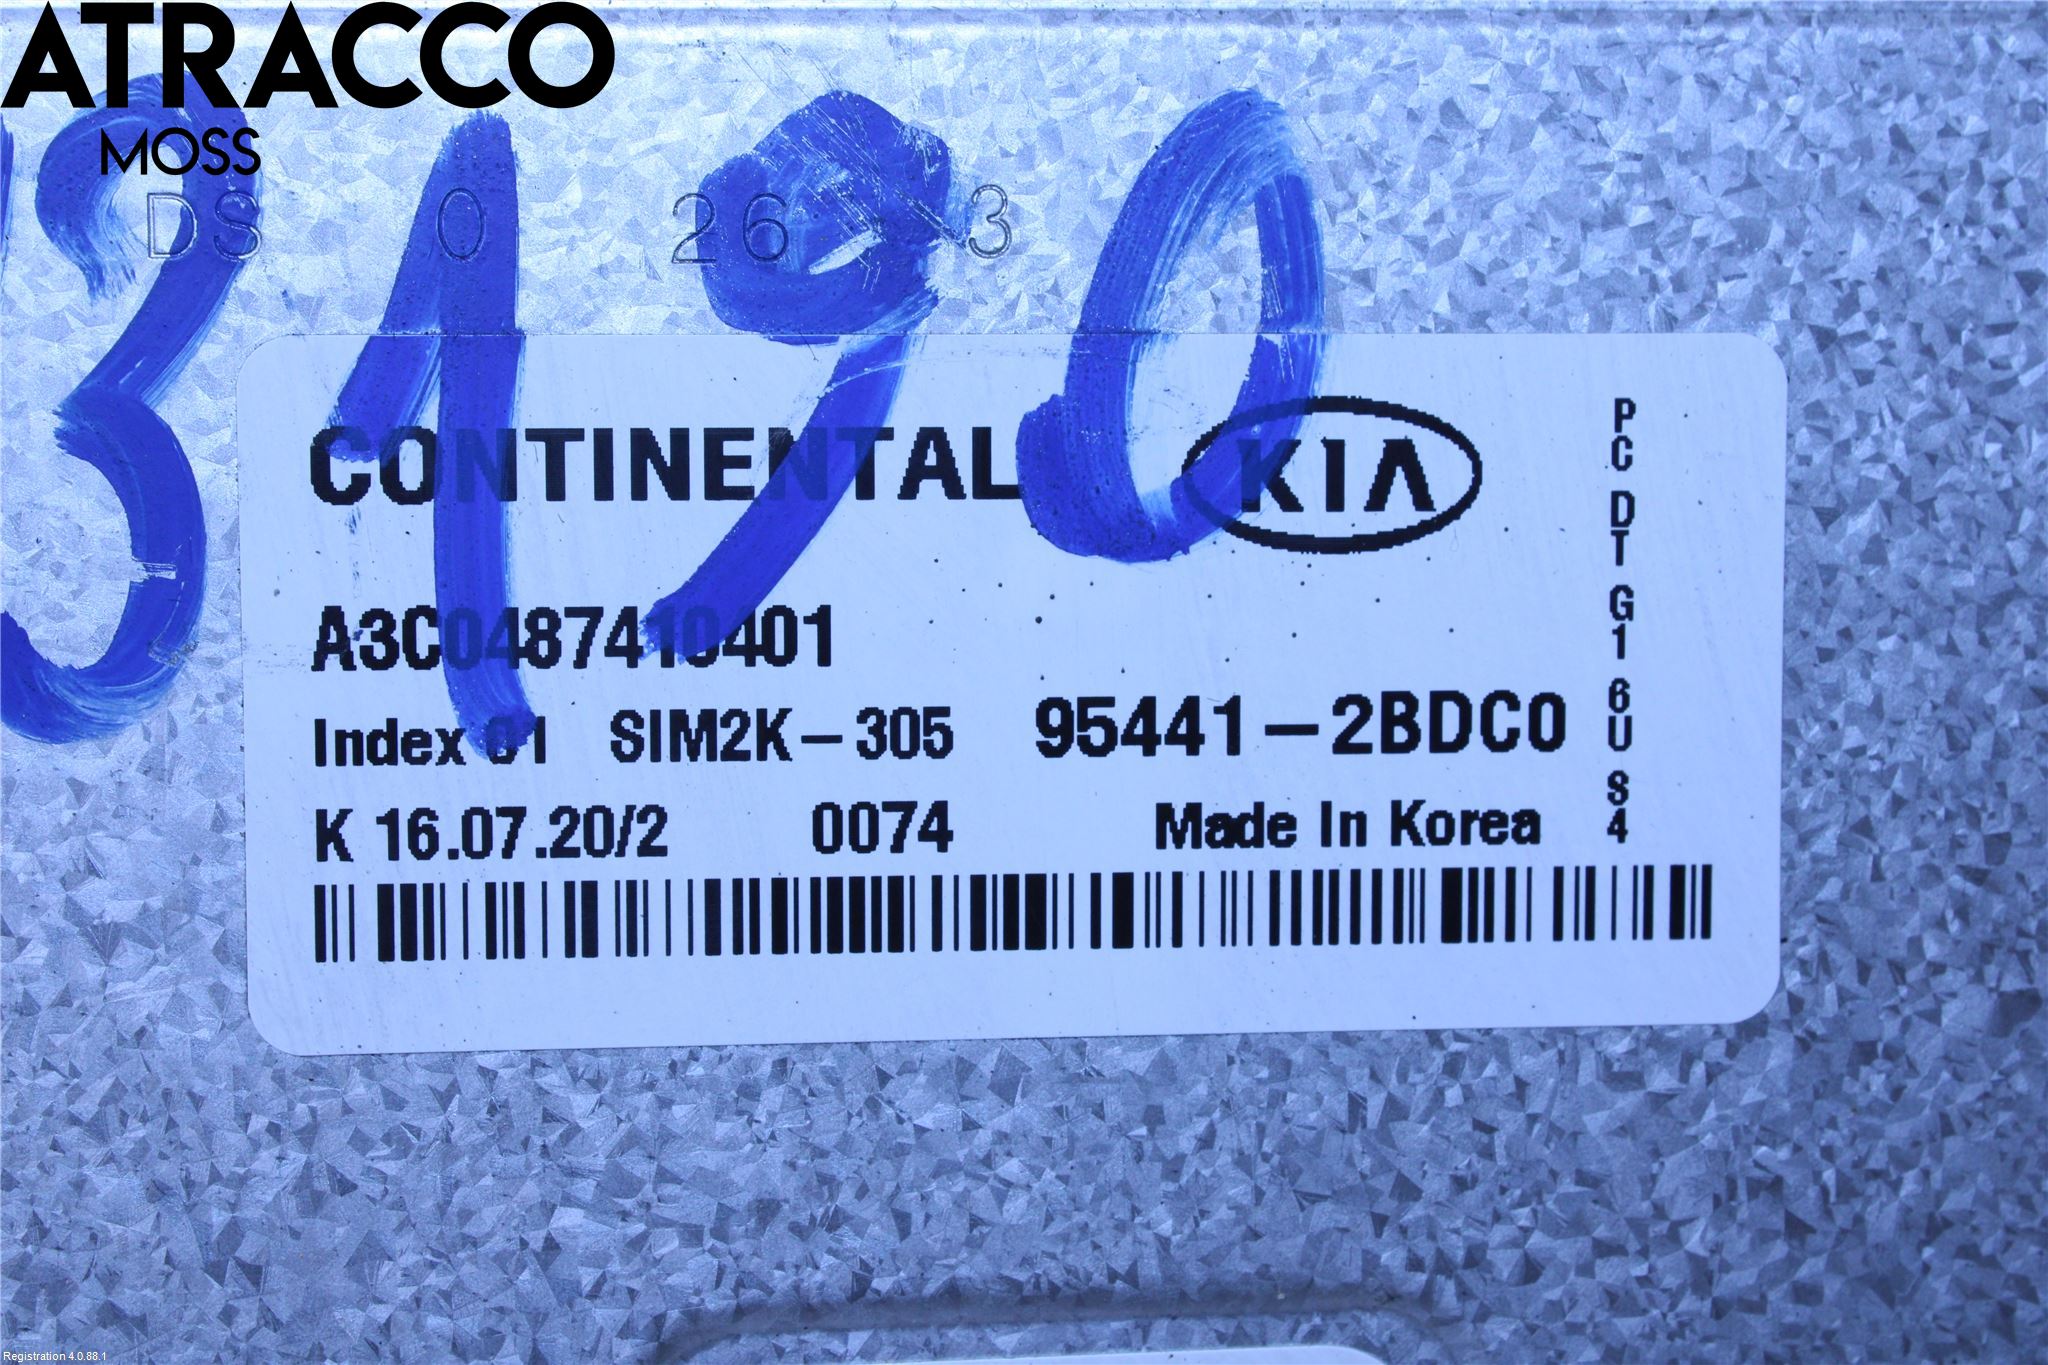 ATRACCO
MOSS
DS 0 26 3
3190
CONTINENTAL KIA
A3C0487410401
Index 01 SIM2K-305 95441-2BDC0
K 16.07.20/2 0074 Made In Korea
PC DT G1 6U S4
Registration 4.0.88.1